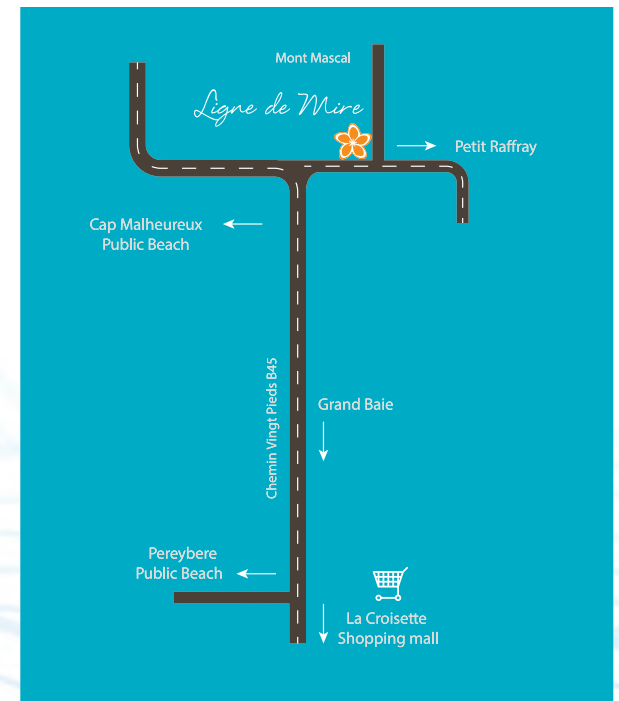 Mont Mascal
Ligne de Mire
Petit Raffray
Cap Malheureux
Public Beach
Chemin Vingt Pieds B45
Grand Baie
Pereybere
Public Beach
La Croisette
Shopping mall